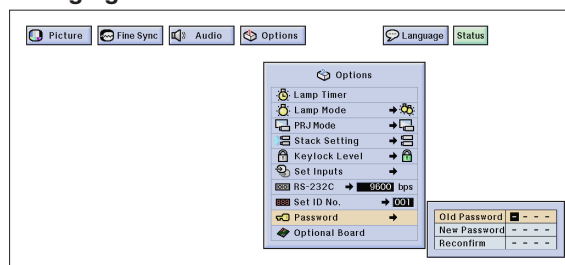 Picture Fine Sync Audio Options Language Status
Options
Lamp Timer
Lamp Mode
PRJ Mode
Stack Setting
Keylock Level
Set Inputs
RS-232C 9600 bps
Set ID No. 001
Password
Optional Board
Old Password - - - -
New Password - - - -
Reconfirm - - - -